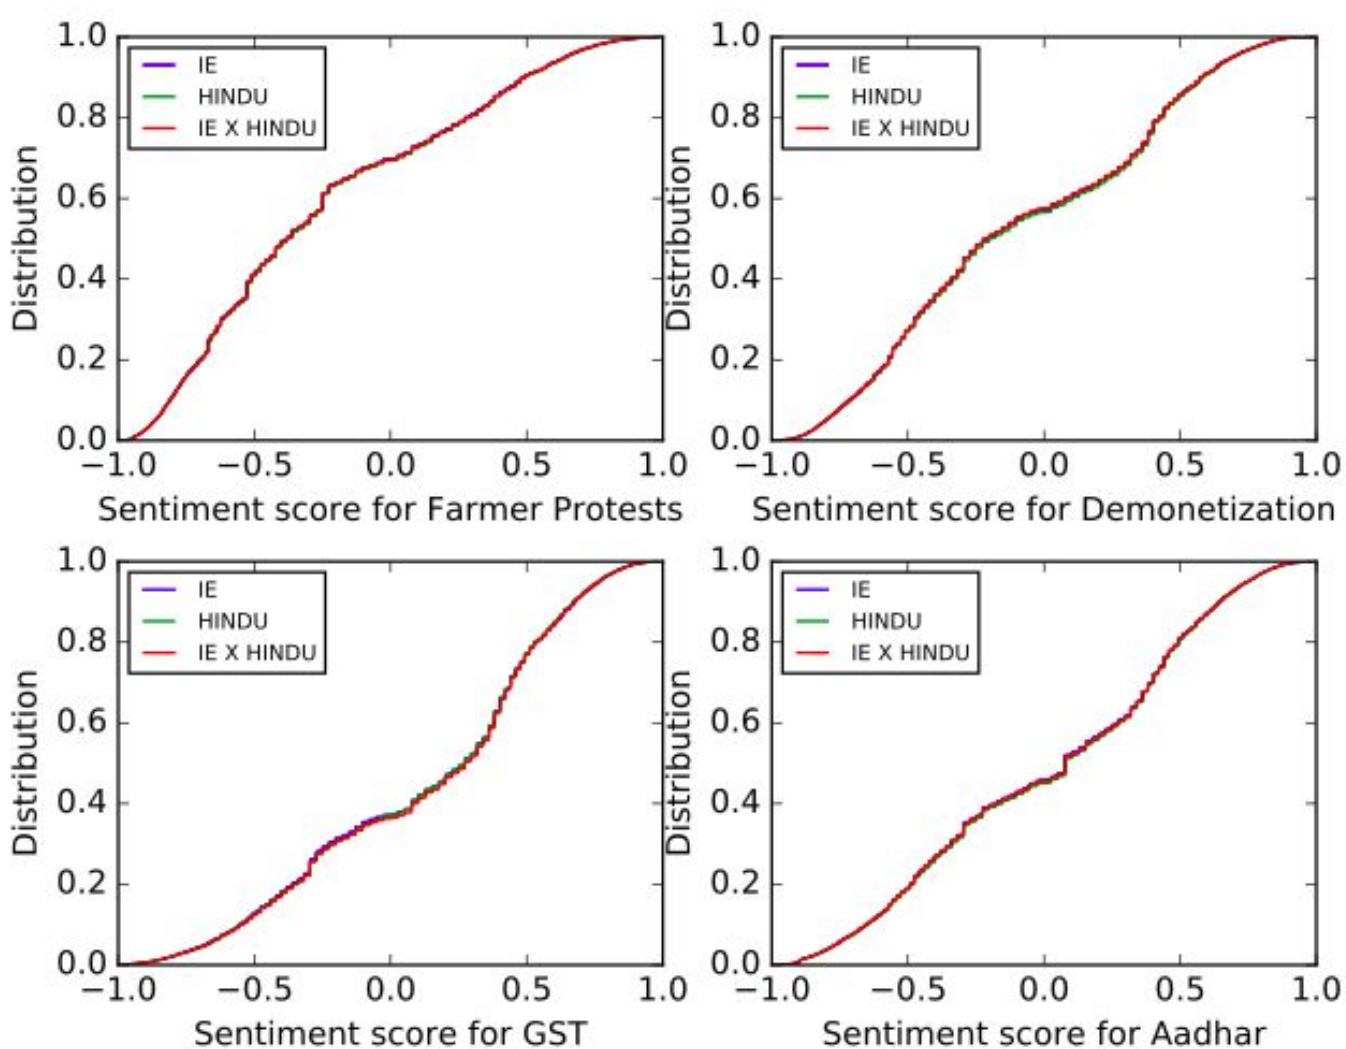 1.0
0.8
0.6
0.4
0.2
0.0
Distribution
IE
HINDU
IE X HINDU
−1.0 −0.5 0.0 0.5 1.0
Sentiment score for Farmer Protests
1.0
0.8
0.6
0.4
0.2
0.0
Distribution
IE
HINDU
IE X HINDU
−1.0 −0.5 0.0 0.5 1.0
Sentiment score for Demonetization
1.0
0.8
0.6
0.4
0.2
0.0
Distribution
IE
HINDU
IE X HINDU
−1.0 −0.5 0.0 0.5 1.0
Sentiment score for GST
1.0
0.8
0.6
0.4
0.2
0.0
Distribution
IE
HINDU
IE X HINDU
−1.0 −0.5 0.0 0.5 1.0
Sentiment score for Aadhar